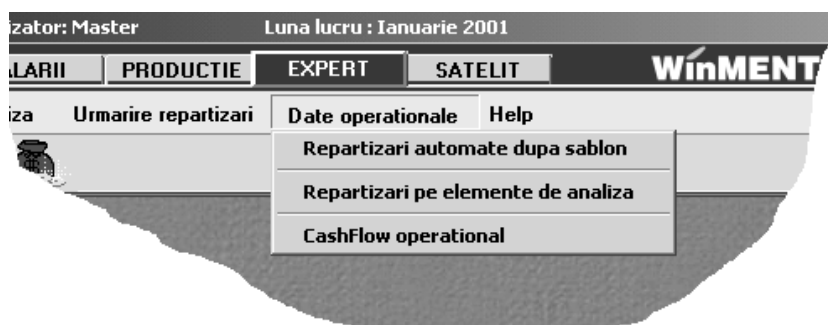 izator: Master Luna lucru : Ianuarie 2001
LARII PRODUCTIE EXPERT SATELIT WinMENT
iza Urmarire repartizari Date operationale Help
Repartizari automate dupa sablon
Repartizari pe elemente de analiza
CashFlow operational